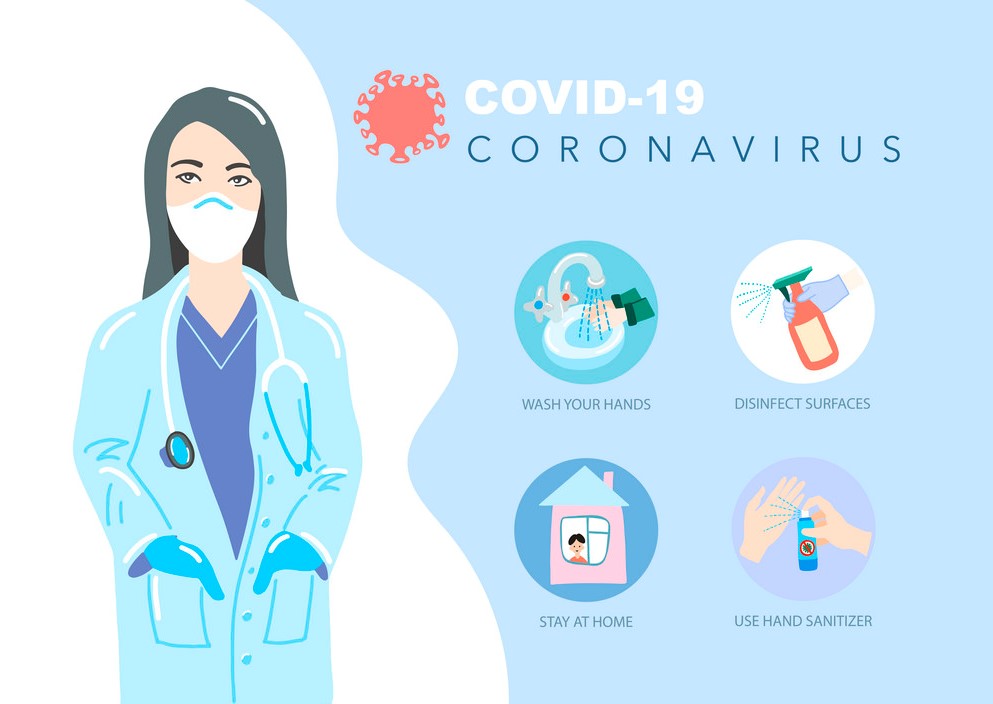 COVID-19
CORONAVIRUS
WASH YOUR HANDS
DISINFECT SURFACES
STAY AT HOME
USE HAND SANITIZER